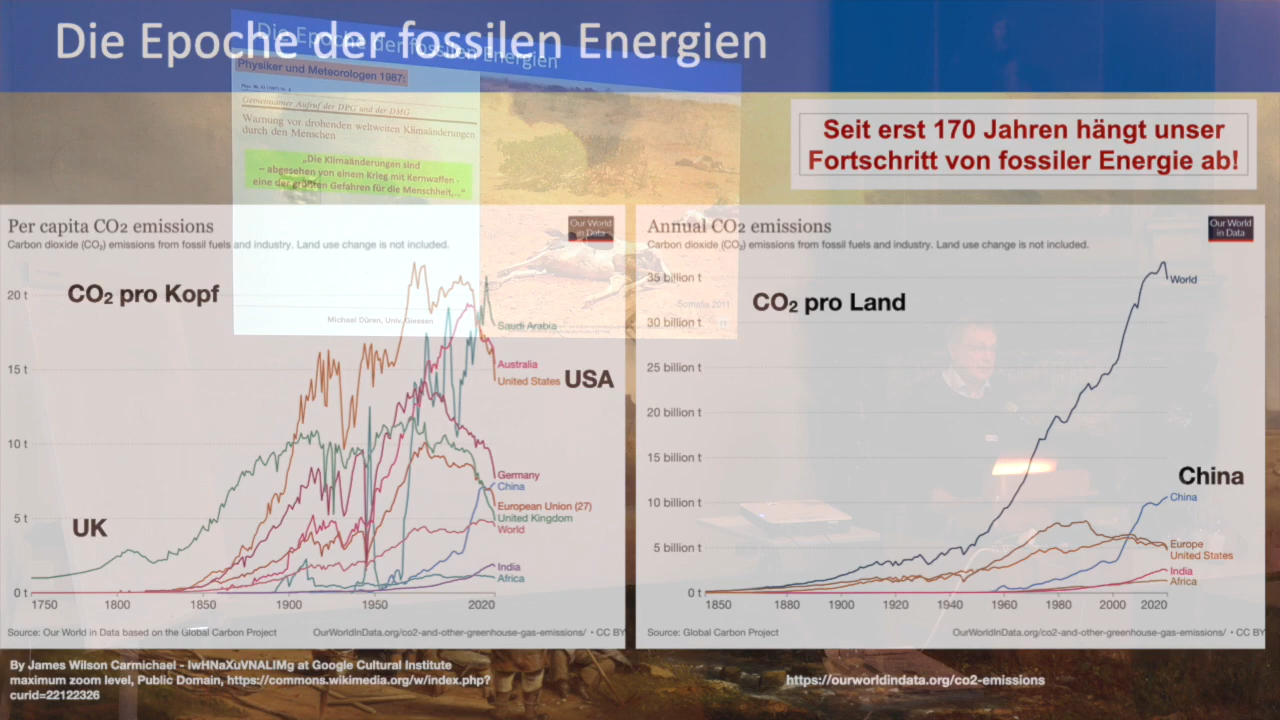 Die Epoche der fossilen Energien
Die Epoche der fossilen Energien
Physiker und Meteorologen 1987:
Gemeinsamer Aufruf der DPG und der DMG
Warnung vor drohenden weltweiten Klimaänderungen
durch den Menschen
„Die Klimaänderungen sind
– abgesehen von einem Krieg mit Kernwaffen -
eine der größten Gefahren für die Menschheit,...“
Michael Düren, Univ. Giessen
Somalia 2011
Seit erst 170 Jahren hängt unser
Fortschritt von fossiler Energie ab!
Per capita CO₂ emissions
Our World
in Data
Carbon dioxide (CO₂) emissions from fossil fuels and industry. Land use change is not included.
CO₂ pro Kopf
20 t
15 t
10 t
5 t
0 t
Saudi Arabia
Australia
United States
USA
Germany
China
European Union (27)
United Kingdom
World
India
Africa
UK
1750
1800
1850
1900
1950
2020
Source: Our World in Data based on the Global Carbon Project
OurWorldInData.org/co2-and-other-greenhouse-gas-emissions/ • CC BY
Annual CO₂ emissions
Our World
in Data
Carbon dioxide (CO₂) emissions from fossil fuels and industry. Land use change is not included.
CO₂ pro Land
35 billion t
30 billion t
25 billion t
20 billion t
15 billion t
10 billion t
5 billion t
0 t
World
China
China
Europe
United States
India
Africa
1850
1880
1900
1920
1940
1960
1980
2000
2020
Source: Global Carbon Project
OurWorldInData.org/co2-and-other-greenhouse-gas-emissions/ • CC BY
By James Wilson Carmichael - IwHNaXuVNALIMg at Google Cultural Institute
maximum zoom level, Public Domain, https://commons.wikimedia.org/w/index.php?
curid=22122326
https://ourworldindata.org/co2-emissions